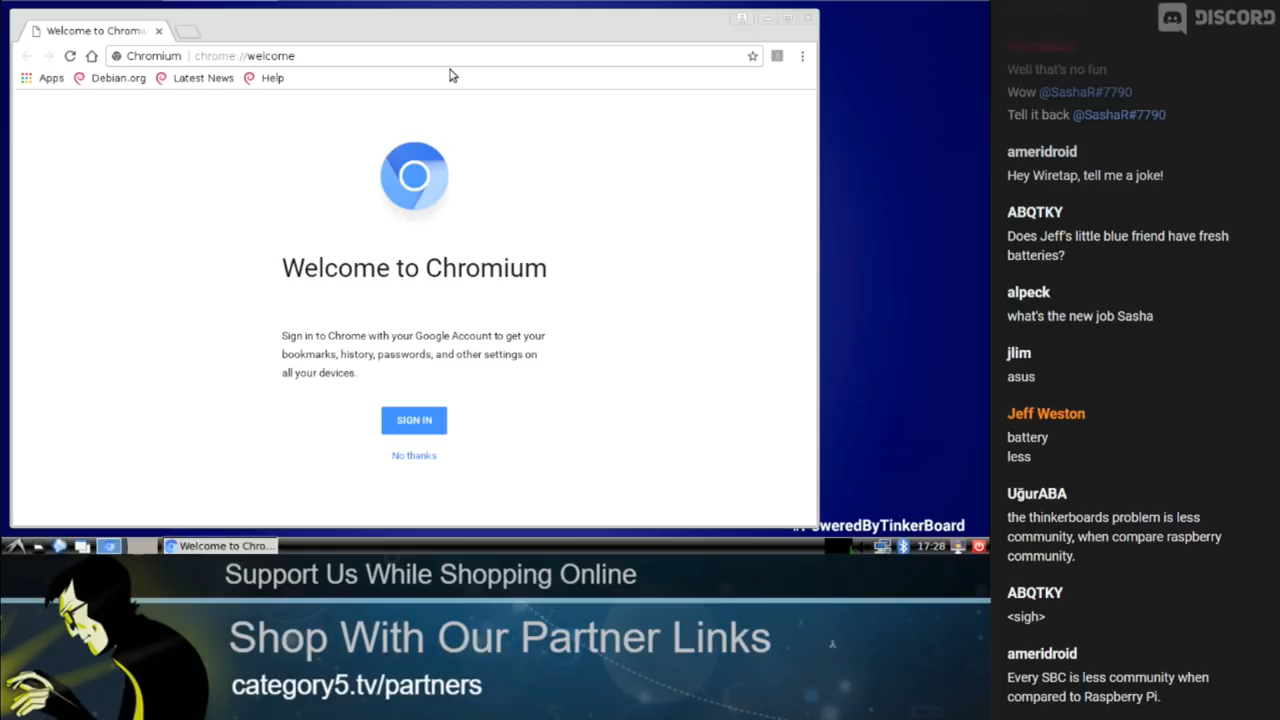 Welcome to Chromi
Chromium
chrome://welcome
Apps
Debian.org
Latest News
Help
Welcome to Chromium
Sign in to Chrome with your Google Account to get your
bookmarks, history, passwords, and other settings on
all your devices.
SIGN IN
No thanks
PoweredByTinkerBoard
Welcome to Chro...
17:28
Support Us While Shopping Online
Shop With Our Partner Links
category5.tv/partners
DISCORD
Well that's no fun
Wow @SashaR#7790
Tell it back @SashaR#7790
ameridroid
Hey Wiretap, tell me a joke!
ABQTKY
Does Jeff's little blue friend have fresh
batteries?
alpeck
what's the new job Sasha
jlim
asus
Jeff Weston
battery
less
UğurABA
the thinkerboards problem is less
community, when compare raspberry
community.
ABQTKY
<sigh>
ameridroid
Every SBC is less community when
compared to Raspberry Pi.